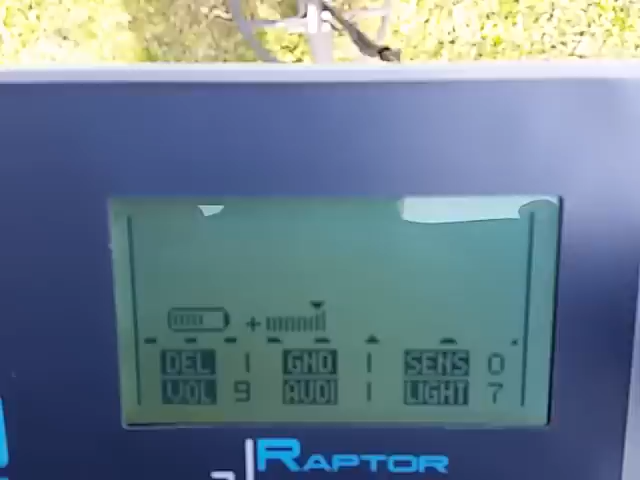 DEL 1 GND 1 SENS 0
VOL 9 AUDI 1 LIGHT 7
RAPTOR